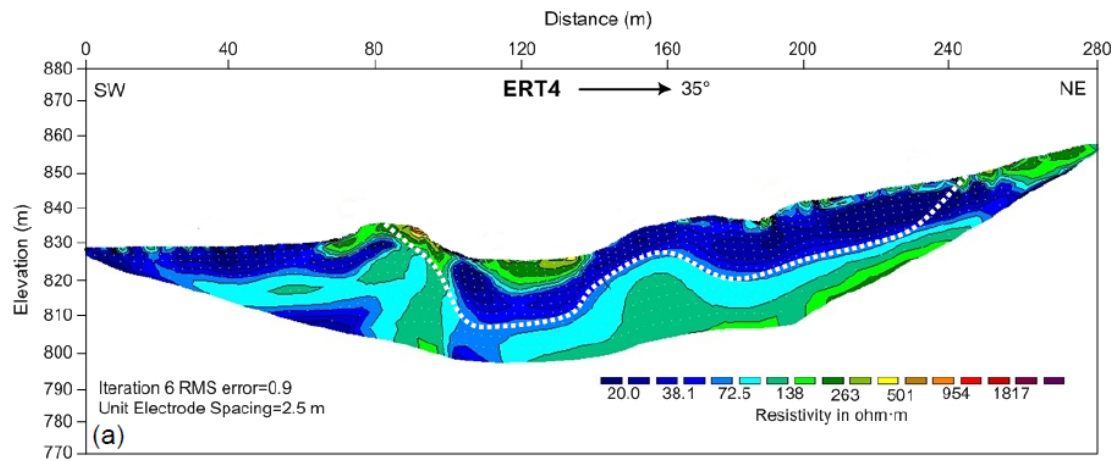 Distance (m)
0 40 80 120 160 200 240 280
880
870
860
850
840
830
820
810
800
790
780
770
Elevation (m)
SW
ERT4 35°
NE
Iteration 6 RMS error=0.9
Unit Electrode Spacing=2.5 m
(a)
20.0 38.1 72.5 138 263 501 954 1817
Resistivity in ohm·m